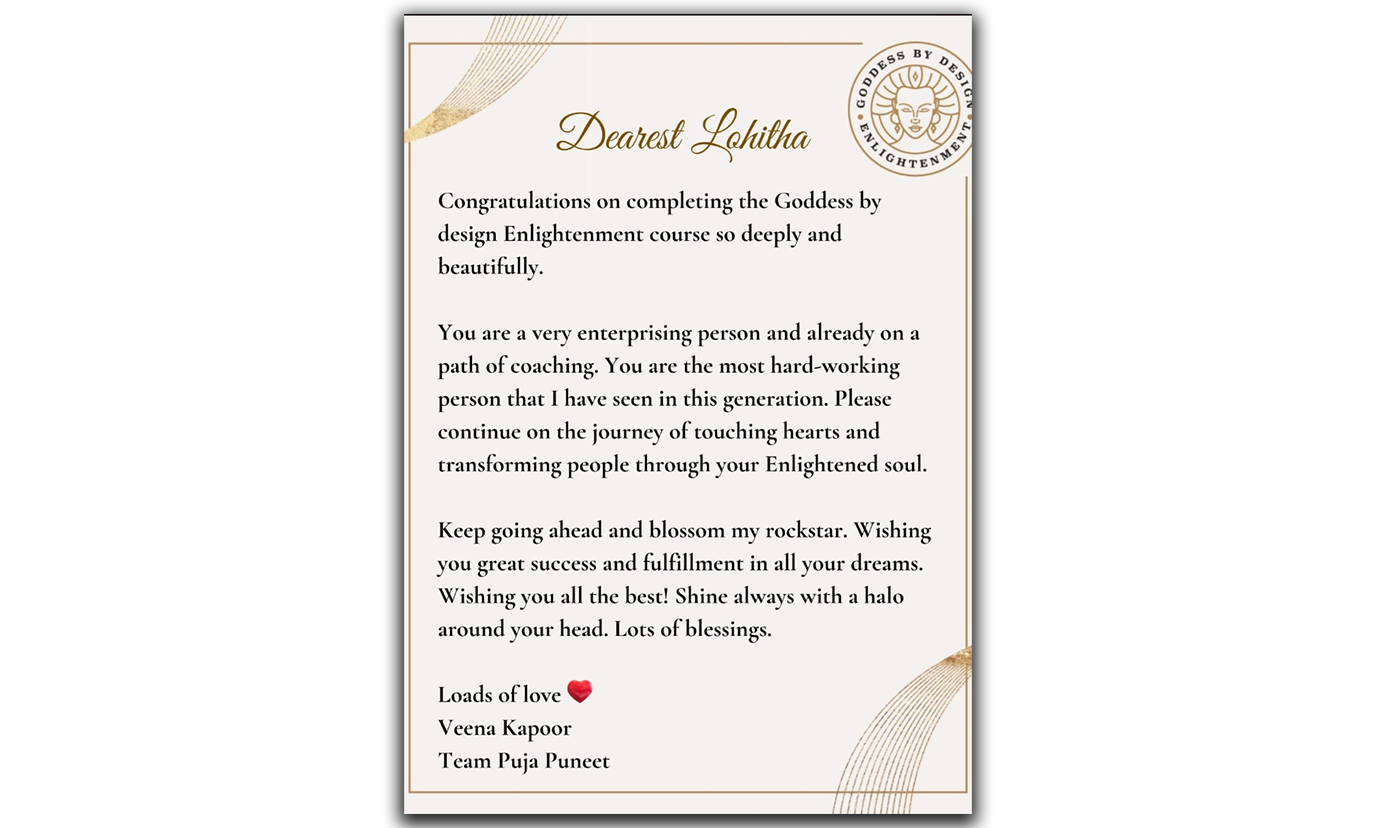 GODDESS BY DESIGN
ENLIGHTENMENT
Dearest Lohitha
Congratulations on completing the Goddess by
design Enlightenment course so deeply and
beautifully.
You are a very enterprising person and already on a
path of coaching. You are the most hard-working
person that I have seen in this generation. Please
continue on the journey of touching hearts and
transforming people through your Enlightened soul.
Keep going ahead and blossom my rockstar. Wishing
you great success and fulfillment in all your dreams.
Wishing you all the best! Shine always with a halo
around your head. Lots of blessings.
Loads of love ❤️
Veena Kapoor
Team Puja Puneet